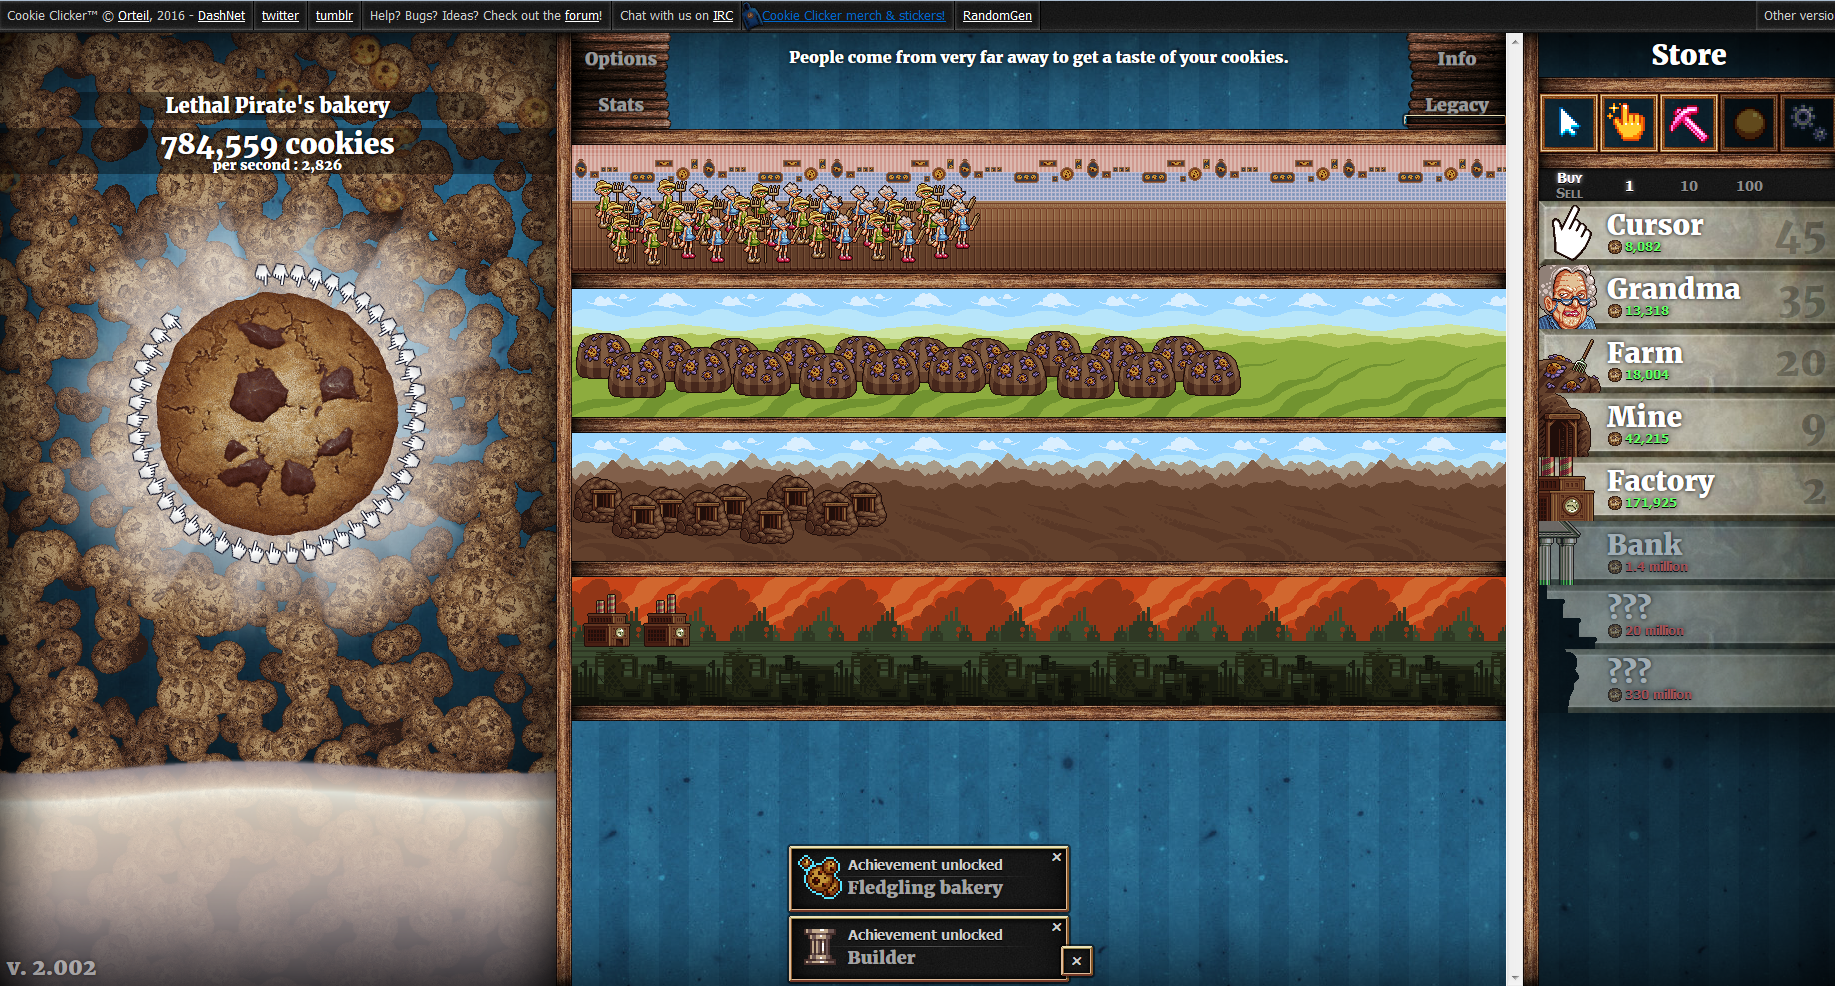 Cookie Clicker™ © Orteil, 2016 - DashNet
twitter
tumblr
Help? Bugs? Ideas? Check out the forum!
Chat with us on IRC
Cookie Clicker merch & stickers!
RandomGen
Other versio
Lethal Pirate's bakery
784,559 cookies
per second : 2,826
v. 2.002
Options
Stats
People come from very far away to get a taste of your cookies.
Info
Legacy
Achievement unlocked
Fledgling bakery
Achievement unlocked
Builder
Store
BUY
SELL
1 10 100
Cursor
8,082
45
Grandma
13,318
35
Farm
18,004
20
Mine
42,215
9
Factory
171,925
2
Bank
1.4 million
???
20 million
???
330 million